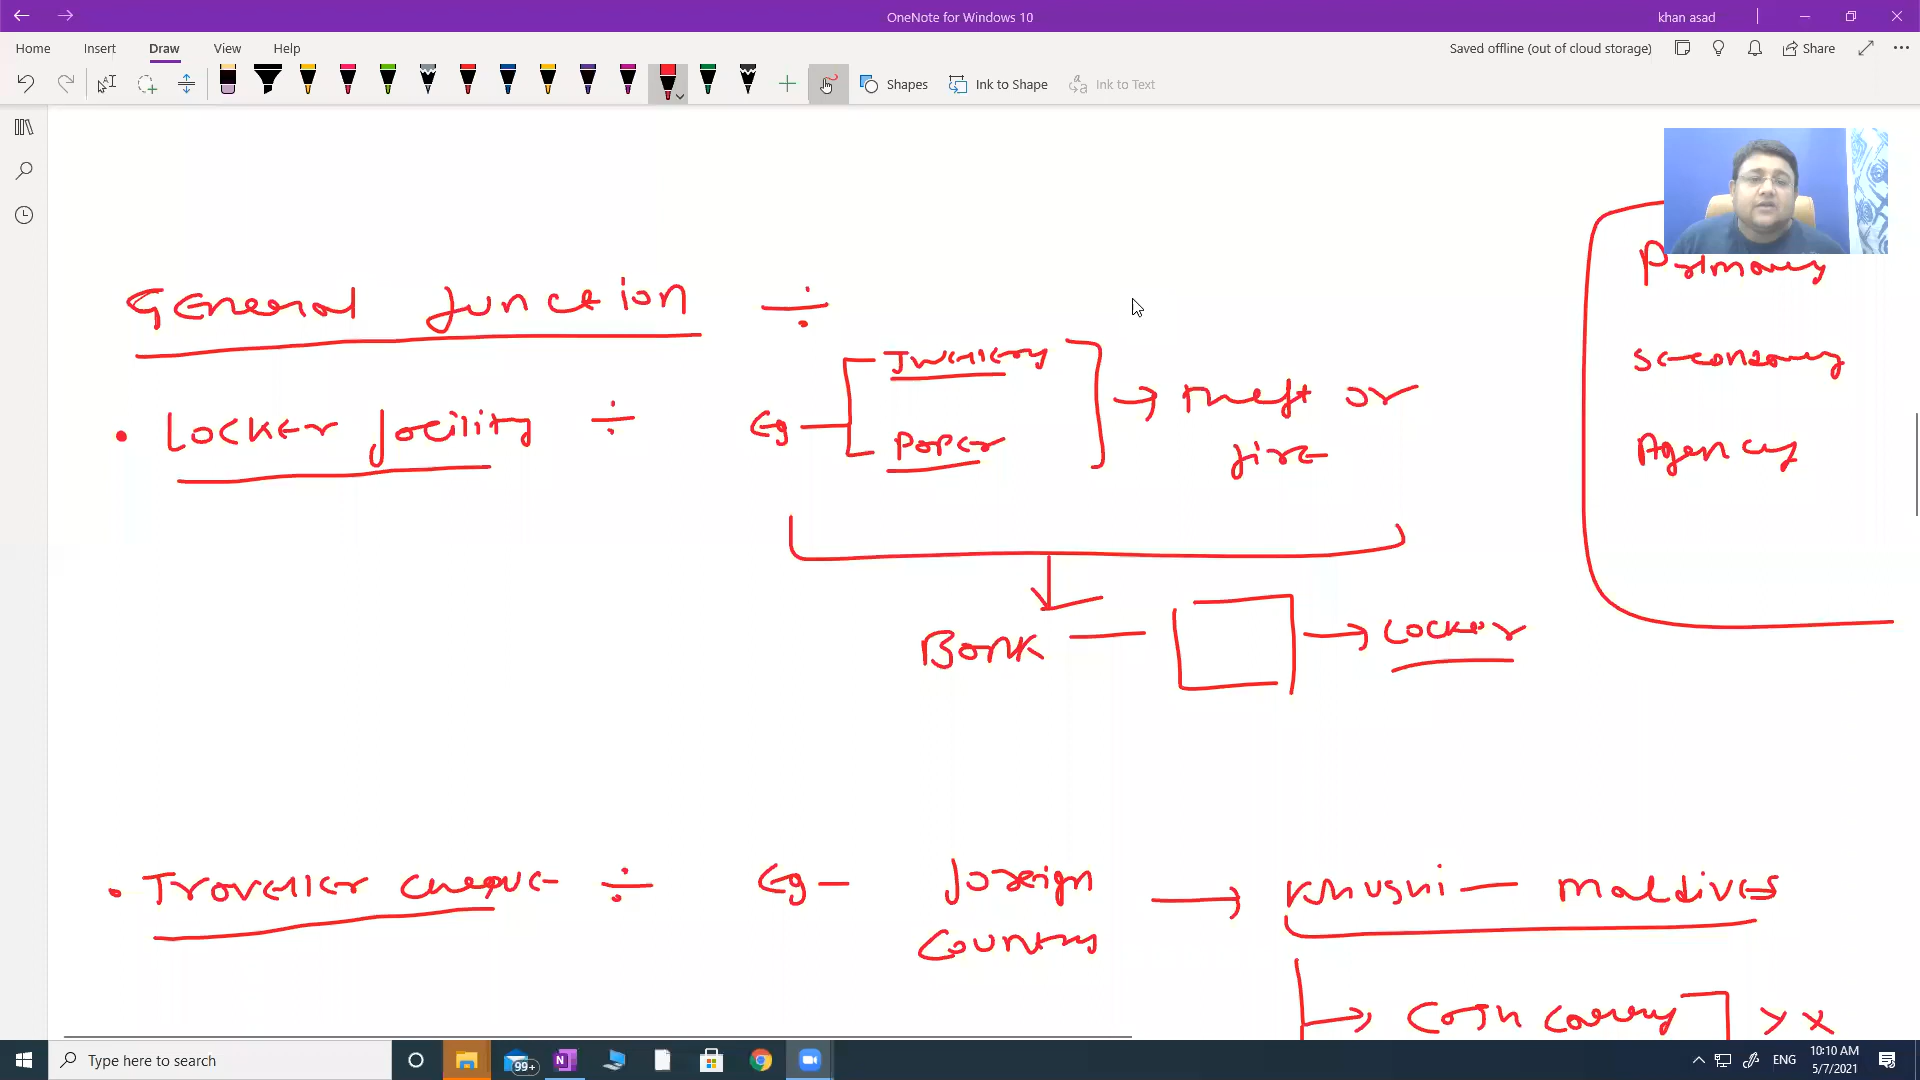 OneNote for Windows 10
khan asad
Home Insert Draw View Help
Saved offline (out of cloud storage)
Share
Shapes
Ink to Shape
Ink to Text
Primary
General function ÷
Jwellery
Secondary
• Locker facility ÷ Eg theft or
Paper
fire
Agency
Bank
Locker
• Traveller cheque ÷ Eg – foreign → Khushi — maldives
Country
→ Cash carry
Type here to search
99+
ENG
10:10 AM
5/7/2021